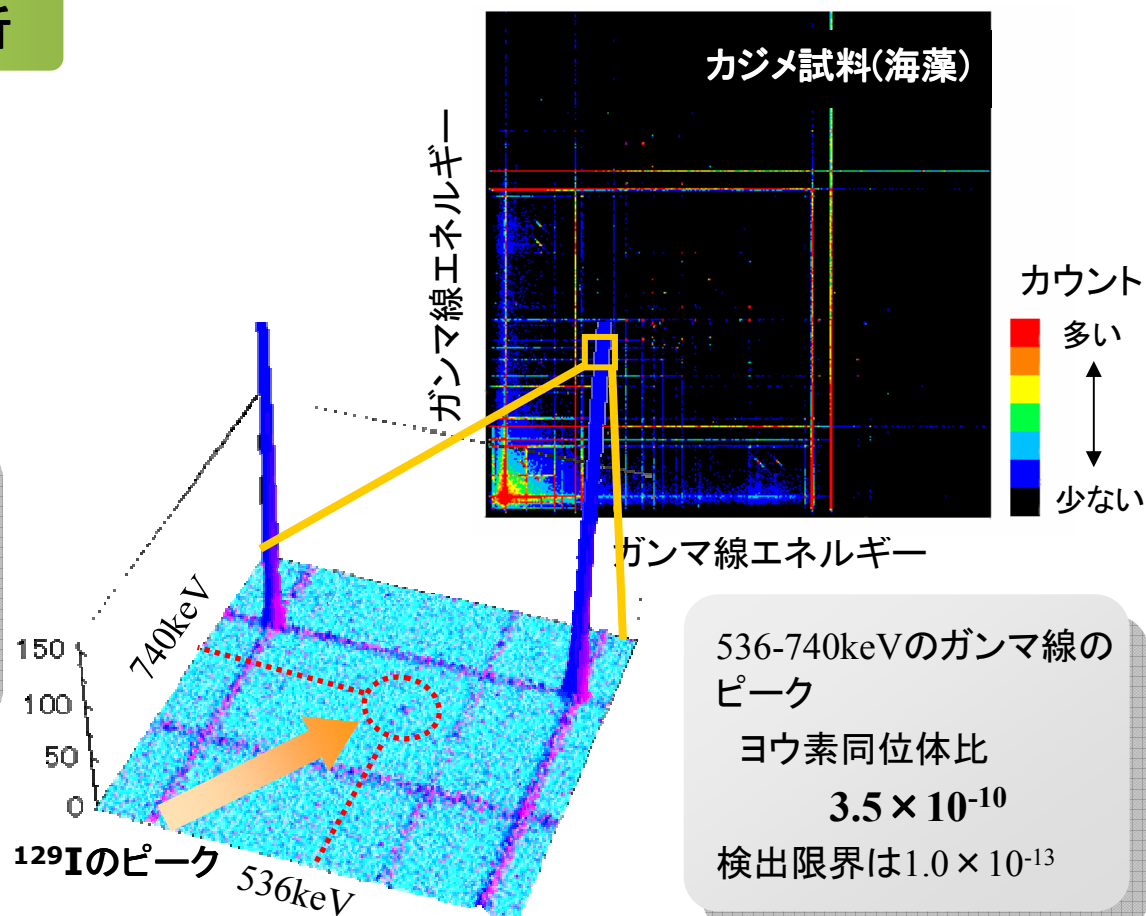 析
カジメ試料(海藻)
ガンマ線エネルギー
ガンマ線エネルギー
カウント
多い
少ない
150
100
50
0
740keV
536keV
¹²⁹Iのピーク
536-740keVのガンマ線の
ピーク
ヨウ素同位体比
3.5×10⁻¹⁰
検出限界は1.0×10⁻¹³